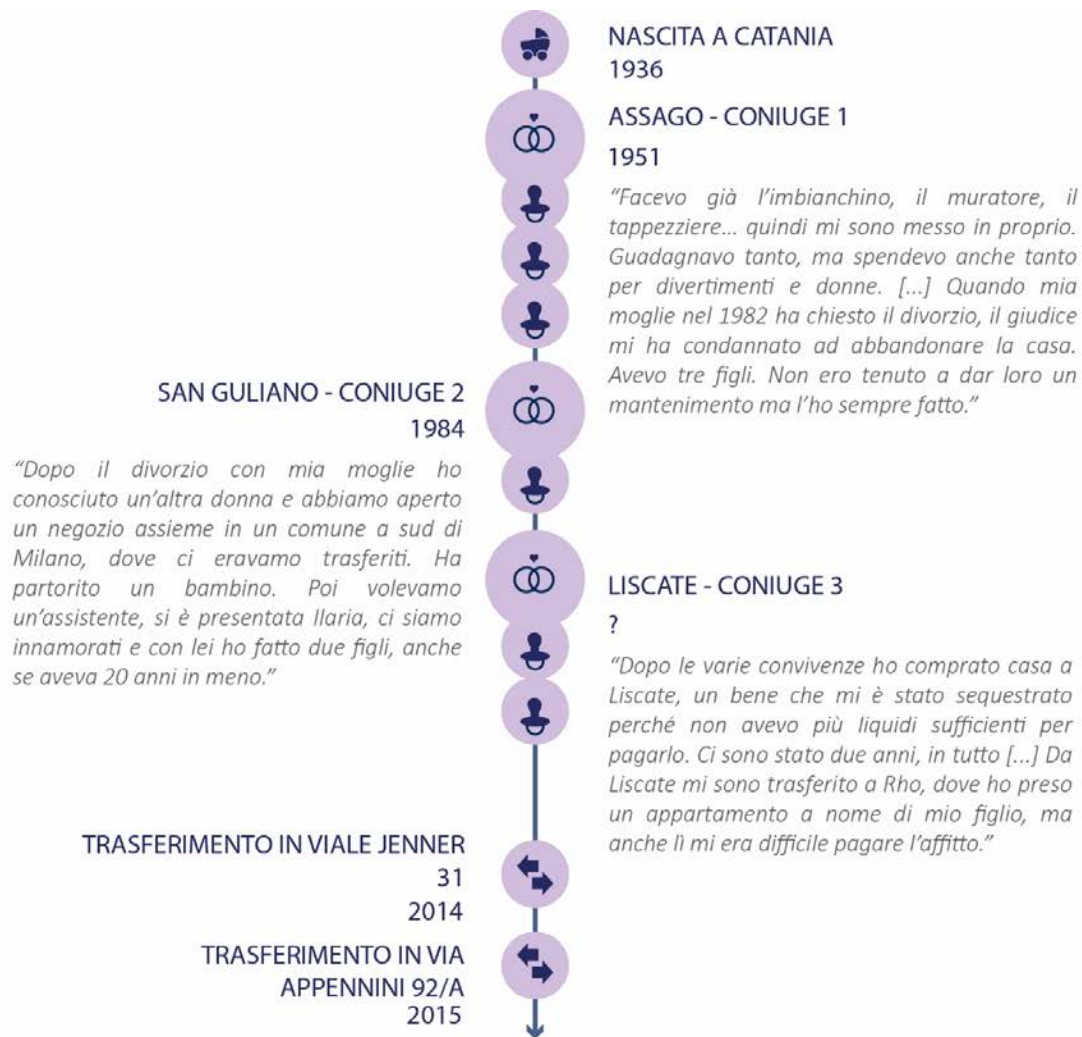 NASCITA A CATANIA
1936
ASSAGO - CONIUGE 1
1951
“Facevo già l’imbianchino, il muratore, il
tappezziere... quindi mi sono messo in proprio.
Guadagnavo tanto, ma spendevo anche tanto
per divertimenti e donne. [...] Quando mia
moglie nel 1982 ha chiesto il divorzio, il giudice
mi ha condannato ad abbandonare la casa.
Avevo tre figli. Non ero tenuto a dar loro un
mantenimento ma l’ho sempre fatto.”
SAN GULIANO - CONIUGE 2
1984
“Dopo il divorzio con mia moglie ho
conosciuto un’altra donna e abbiamo aperto
un negozio assieme in un comune a sud di
Milano, dove ci eravamo trasferiti. Ha
partorito un bambino. Poi volevamo
un’assistente, si è presentata Ilaria, ci siamo
innamorati e con lei ho fatto due figli, anche
se aveva 20 anni in meno.”
LISCATE - CONIUGE 3
?
“Dopo le varie convivenze ho comprato casa a
Liscate, un bene che mi è stato sequestrato
perché non avevo più liquidi sufficienti per
pagarlo. Ci sono stato due anni, in tutto [...] Da
Liscate mi sono trasferito a Rho, dove ho preso
un appartamento a nome di mio figlio, ma
anche lì mi era difficile pagare l’affitto.”
TRASFERIMENTO IN VIALE JENNER
31
2014
TRASFERIMENTO IN VIA
APPENNINI 92/A
2015